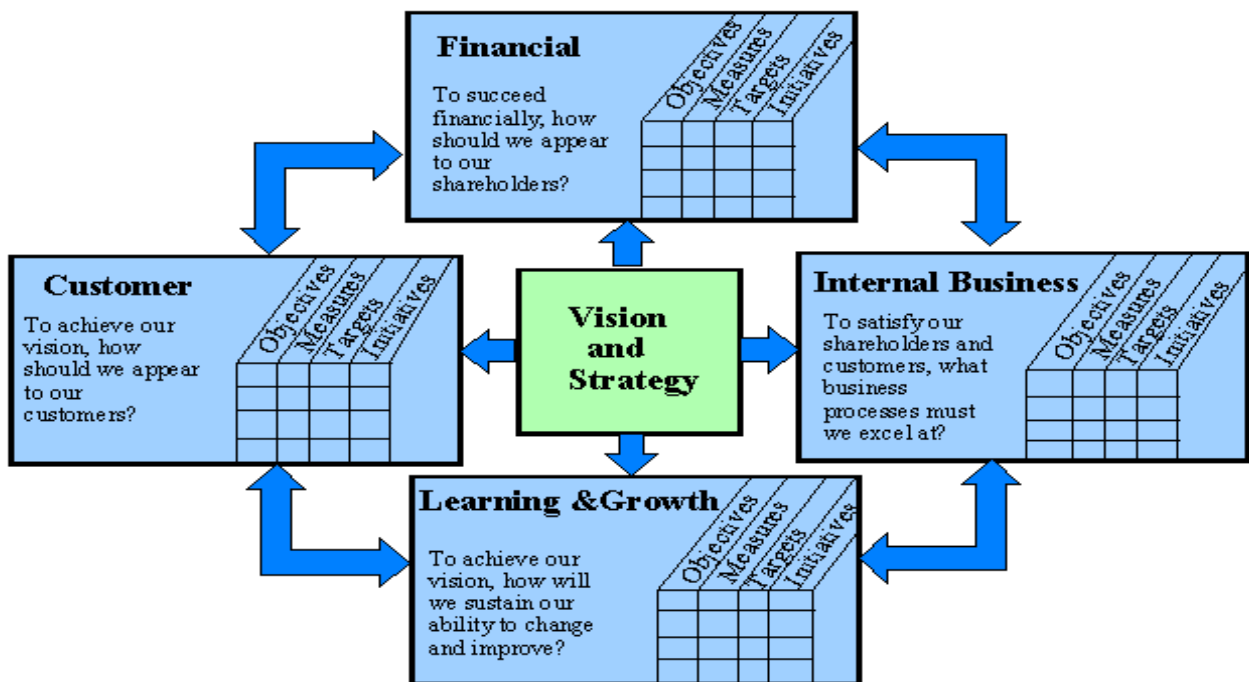 Financial
To succeed
financially, how
should we appear
to our
shareholders?
Objectives
Measures
Targets
Initiatives
Customer
To achieve our
vision, how
should we appear
to our
customers?
Objectives
Measures
Targets
Initiatives
Vision
and
Strategy
Internal Business
To satisfy our
shareholders and
customers, what
business
processes must
we excel at?
Objectives
Measures
Targets
Initiatives
Learning &Growth
To achieve our
vision, how will
we sustain our
ability to change
and improve?
Objectives
Measures
Targets
Initiatives